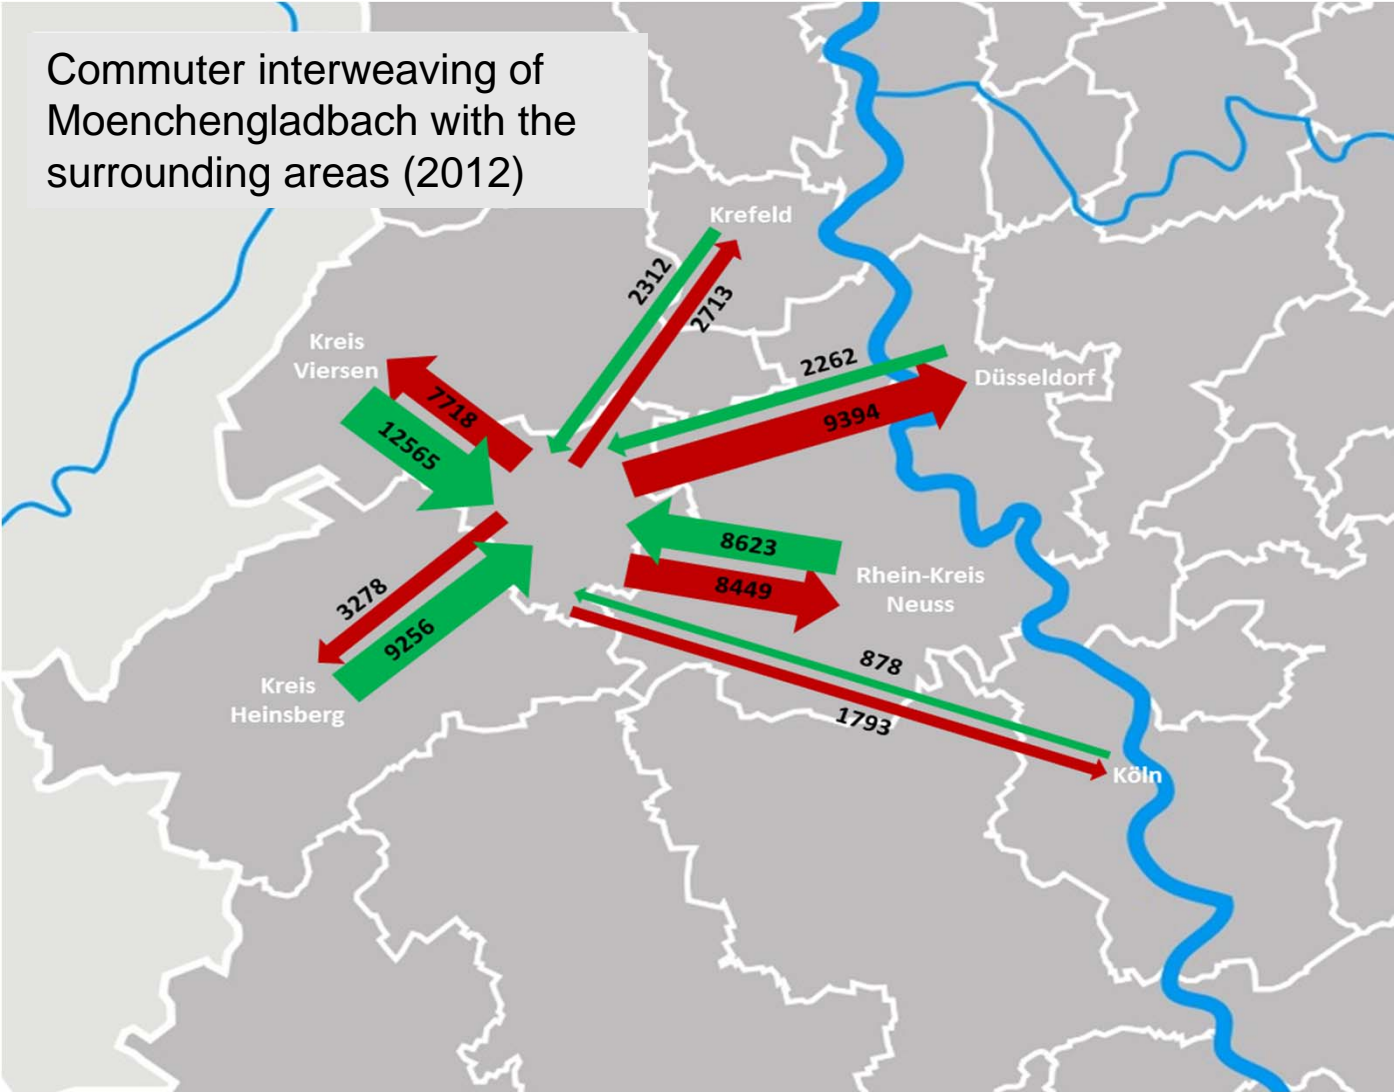 Commuter interweaving of
Moenchengladbach with the
surrounding areas (2012)
Krefeld
2312
2713
Kreis
Viersen
7718
12565
2262
Düsseldorf
9394
8623
8449
Rhein-Kreis
Neuss
3278
9256
Kreis
Heinsberg
878
1793
Köln